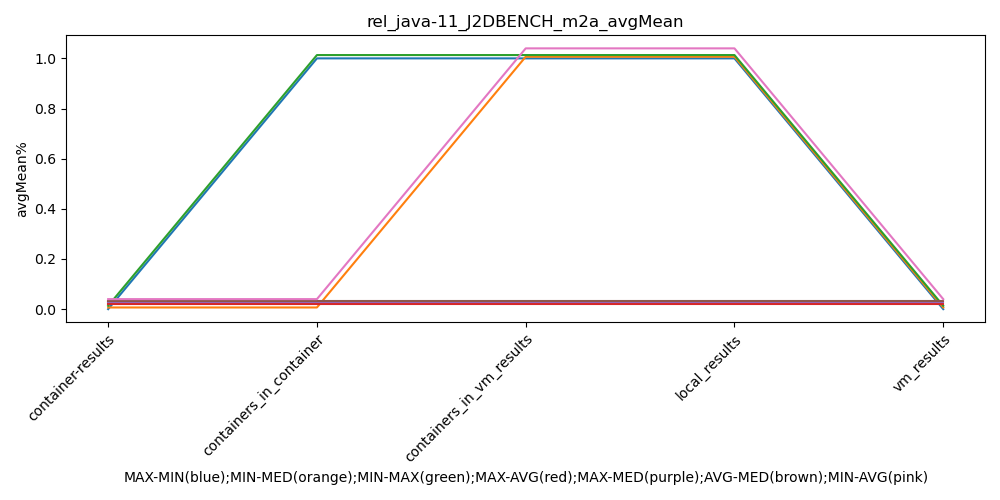 rel_java-11_J2DBENCH_m2a_avgMean
avgMean%
1.0
0.8
0.6
0.4
0.2
0.0
container-results
containers_in_container
containers_in_vm_results
local_results
vm_results
MAX-MIN(blue);MIN-MED(orange);MIN-MAX(green);MAX-AVG(red);MAX-MED(purple);AVG-MED(brown);MIN-AVG(pink)